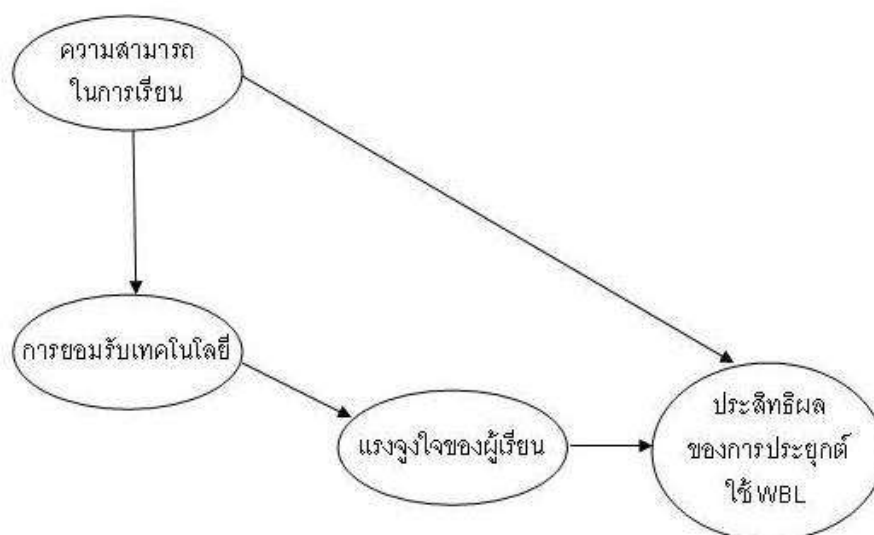 ความสามารถ
ในการเรียน
การยอมรับเทคโนโลยี
แรงจูงใจของผู้เรียน
ประสิทธิผล
ของการประยุกต์
ใช้ WBL